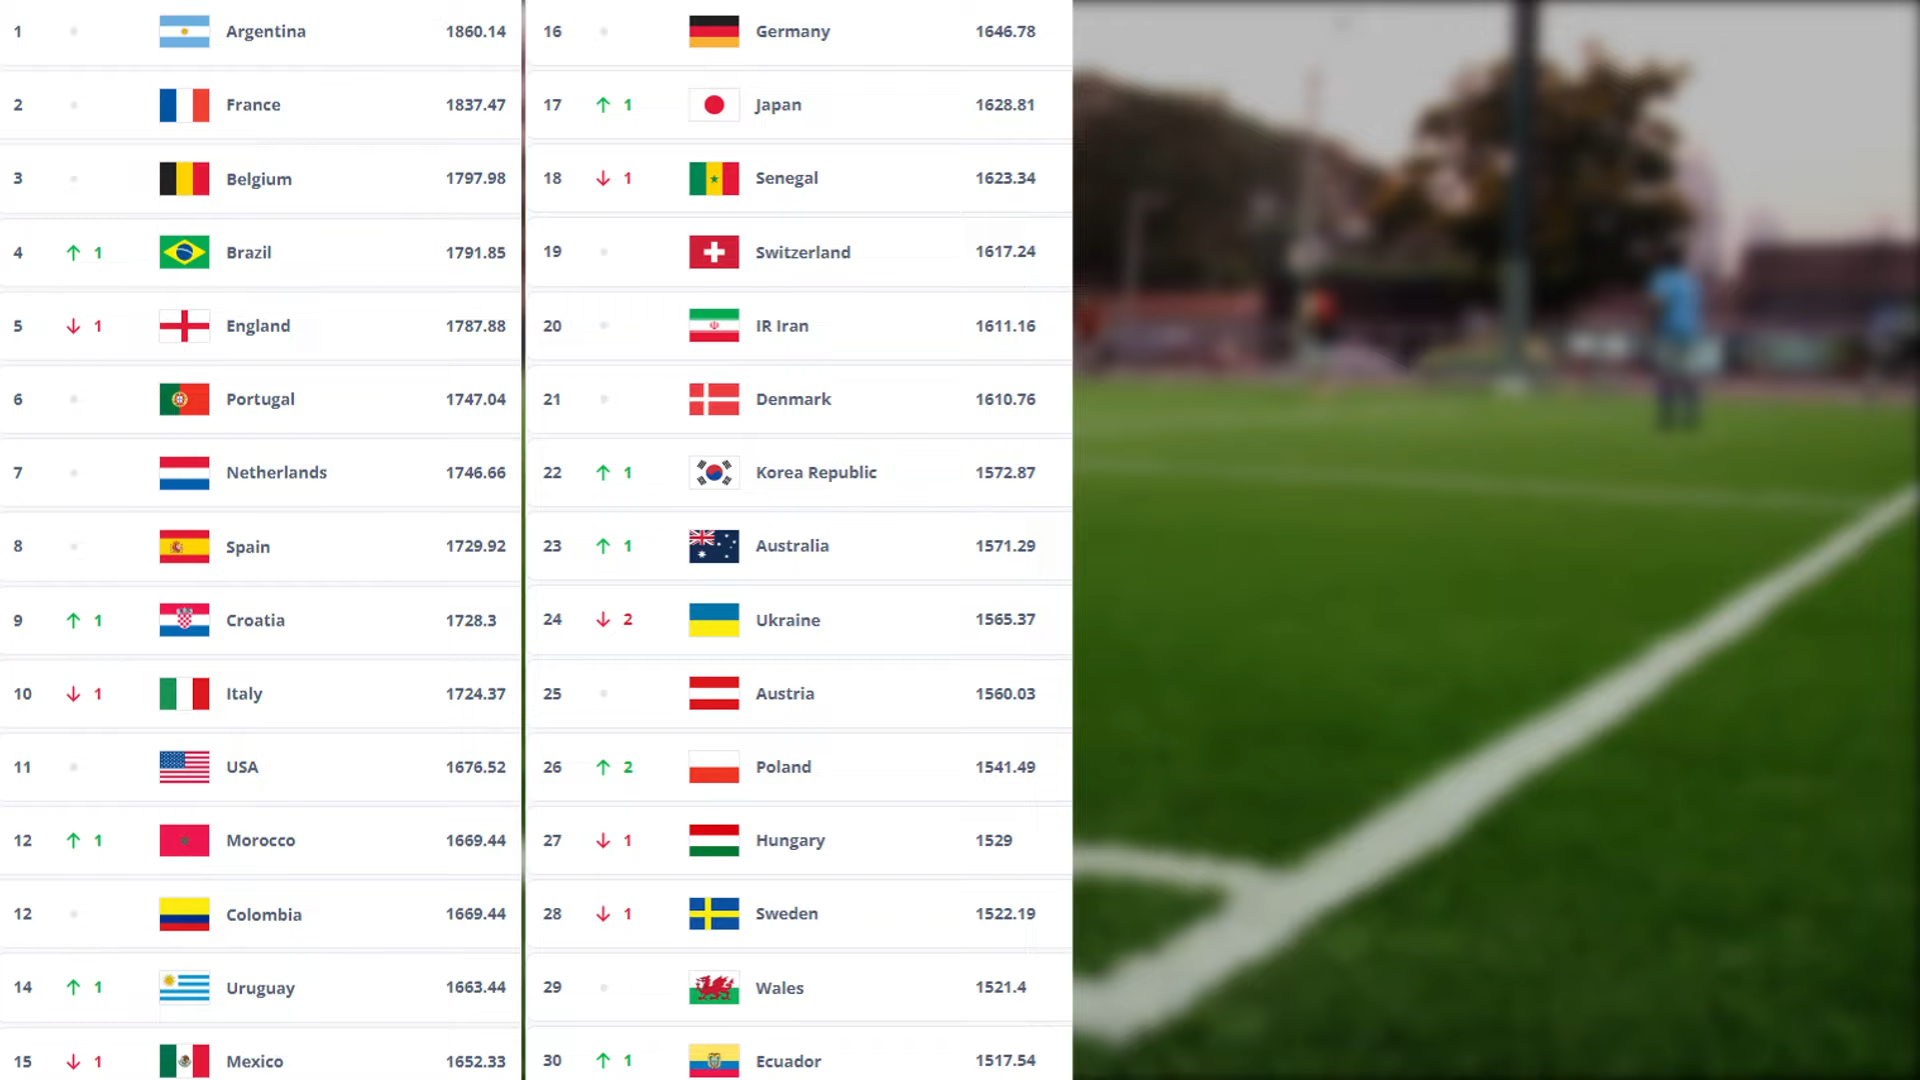 1 Argentina 1860.14
2 France 1837.47
3 Belgium 1797.98
4 ↑ 1 Brazil 1791.85
5 ↓ 1 England 1787.88
6 Portugal 1747.04
7 Netherlands 1746.66
8 Spain 1729.92
9 ↑ 1 Croatia 1728.3
10 ↓ 1 Italy 1724.37
11 USA 1676.52
12 ↑ 1 Morocco 1669.44
12 Colombia 1669.44
14 ↑ 1 Uruguay 1663.44
15 ↓ 1 Mexico 1652.33
16 Germany 1646.78
17 ↑ 1 Japan 1628.81
18 ↓ 1 Senegal 1623.34
19 Switzerland 1617.24
20 IR Iran 1611.16
21 Denmark 1610.76
22 ↑ 1 Korea Republic 1572.87
23 ↑ 1 Australia 1571.29
24 ↓ 2 Ukraine 1565.37
25 Austria 1560.03
26 ↑ 2 Poland 1541.49
27 ↓ 1 Hungary 1529
28 ↓ 1 Sweden 1522.19
29 Wales 1521.4
30 ↑ 1 Ecuador 1517.54